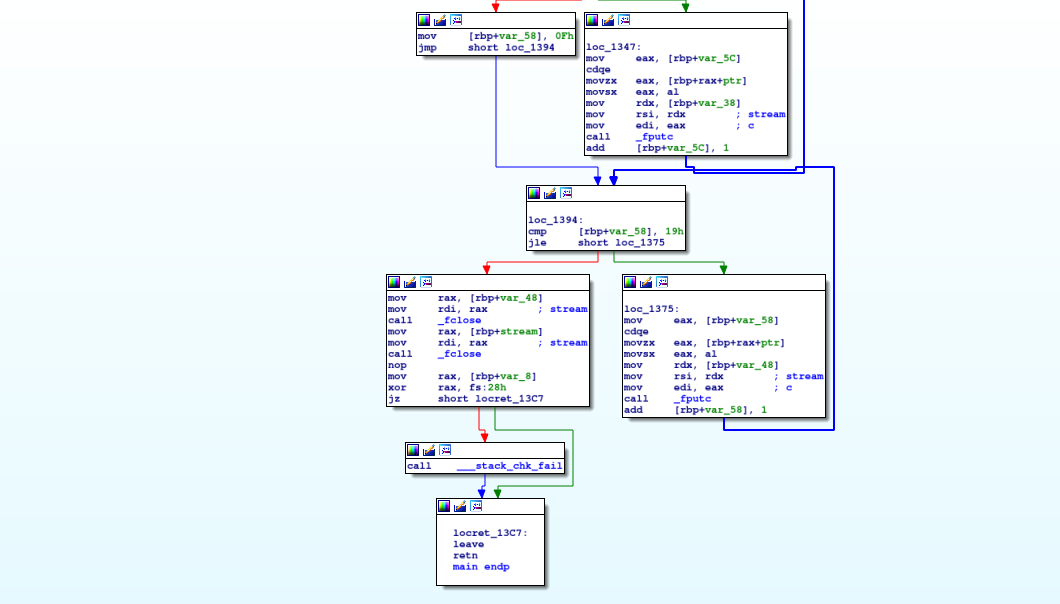 mov [rbp+var_58], 0Fh
jmp short loc_1394
loc_1347:
mov eax, [rbp+var_5C]
cdqe
movzx eax, [rbp+rax+ptr]
movsx eax, al
mov rdx, [rbp+var_38]
mov rsi, rdx ; stream
mov edi, eax ; c
call _fputc
add [rbp+var_5C], 1
loc_1394:
cmp [rbp+var_58], 19h
jle short loc_1375
mov rax, [rbp+var_48]
mov rdi, rax ; stream
call _fclose
mov rax, [rbp+stream]
mov rdi, rax ; stream
call _fclose
nop
mov rax, [rbp+var_8]
xor rax, fs:28h
jz short locret_13C7
loc_1375:
mov eax, [rbp+var_58]
cdqe
movzx eax, [rbp+rax+ptr]
movsx eax, al
mov rdx, [rbp+var_48]
mov rsi, rdx ; stream
mov edi, eax ; c
call _fputc
add [rbp+var_58], 1
call ___stack_chk_fail
locret_13C7:
leave
retn
main endp